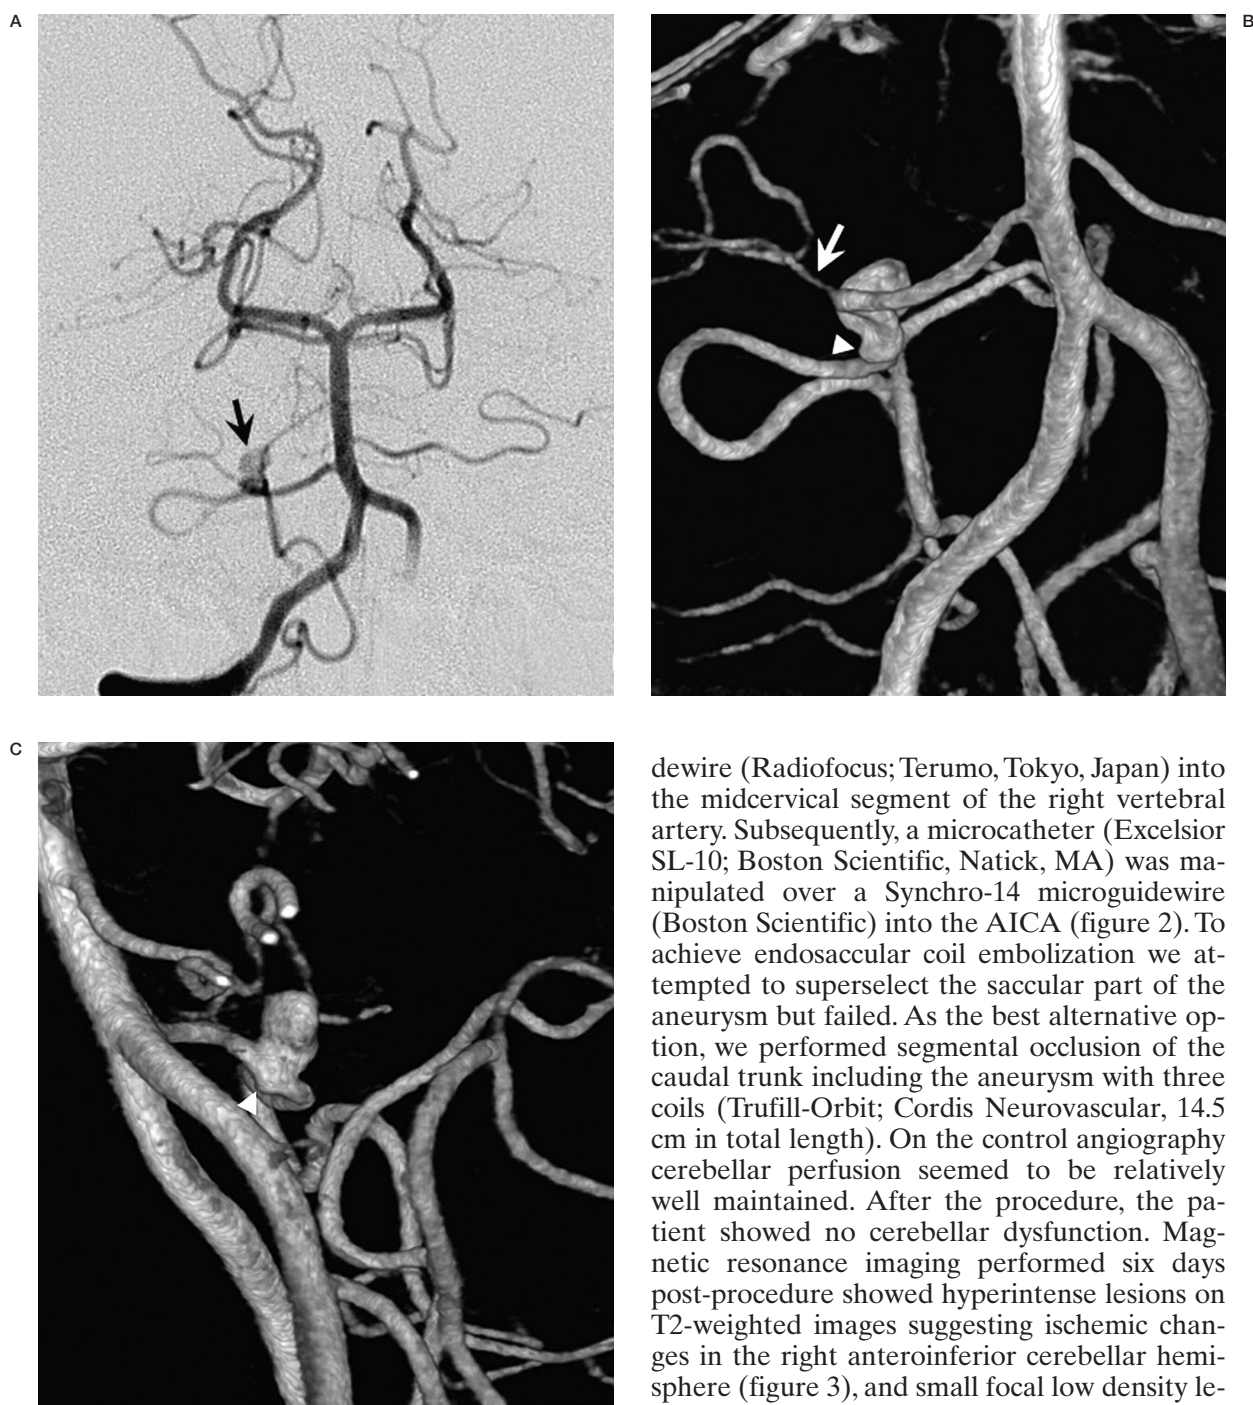 A
B
C
dewire (Radiofocus; Terumo, Tokyo, Japan) into
the midcervical segment of the right vertebral
artery. Subsequently, a microcatheter (Excelsior
SL-10; Boston Scientific, Natick, MA) was ma-
nipulated over a Synchro-14 microguidewire
(Boston Scientific) into the AICA (figure 2). To
achieve endosaccular coil embolization we at-
tempted to superselect the saccular part of the
aneurysm but failed. As the best alternative op-
tion, we performed segmental occlusion of the
caudal trunk including the aneurysm with three
coils (Trufill-Orbit; Cordis Neurovascular, 14.5
cm in total length). On the control angiography
cerebellar perfusion seemed to be relatively
well maintained. After the procedure, the pa-
tient showed no cerebellar dysfunction. Mag-
netic resonance imaging performed six days
post-procedure showed hyperintense lesions on
T2-weighted images suggesting ischemic chan-
ges in the right anteroinferior cerebellar hemi-
sphere (figure 3), and small focal low density le-